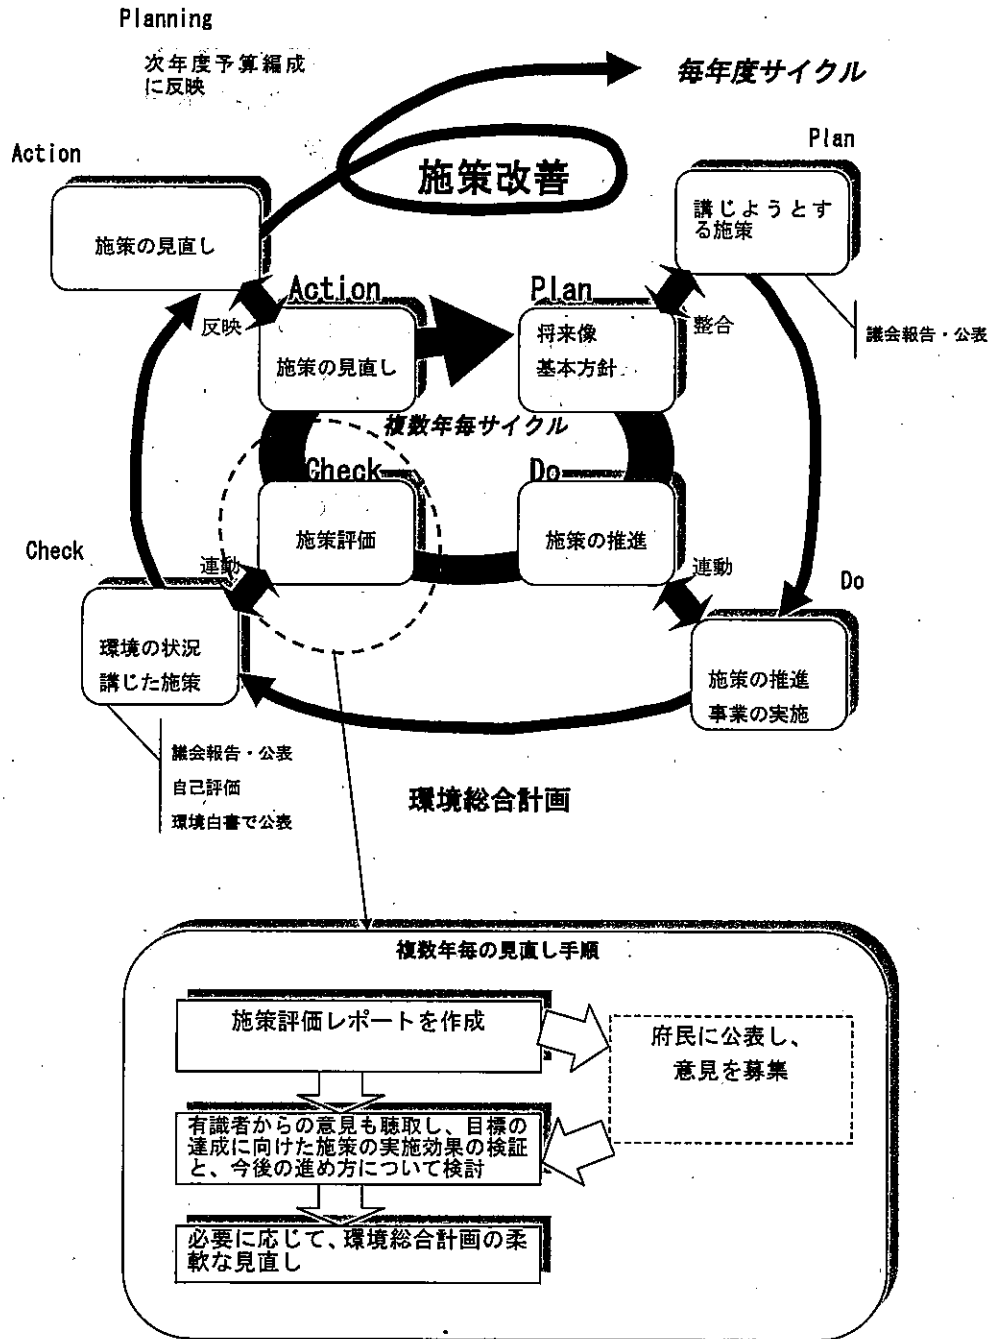 Planning
次年度予算編成
に反映
毎年度サイクル
Action
Plan
施策改善
施策の見直し
講じようとす
る施策
Action
Plan
反映
整合
議会報告・公表
施策の見直し
将来像
基本方針
複数年毎サイクル
Check
Do
施策評価
施策の推進
Check
連動
連動
Do
環境の状況
講じた施策
施策の推進
事業の実施
議会報告・公表
自己評価
環境白書で公表
環境総合計画
複数年毎の見直し手順
施策評価レポートを作成
府民に公表し、
意見を募集
有識者からの意見も聴取し、目標の
達成に向けた施策の実施効果の検証
と、今後の進め方について検討
必要に応じて、環境総合計画の柔
軟な見直し